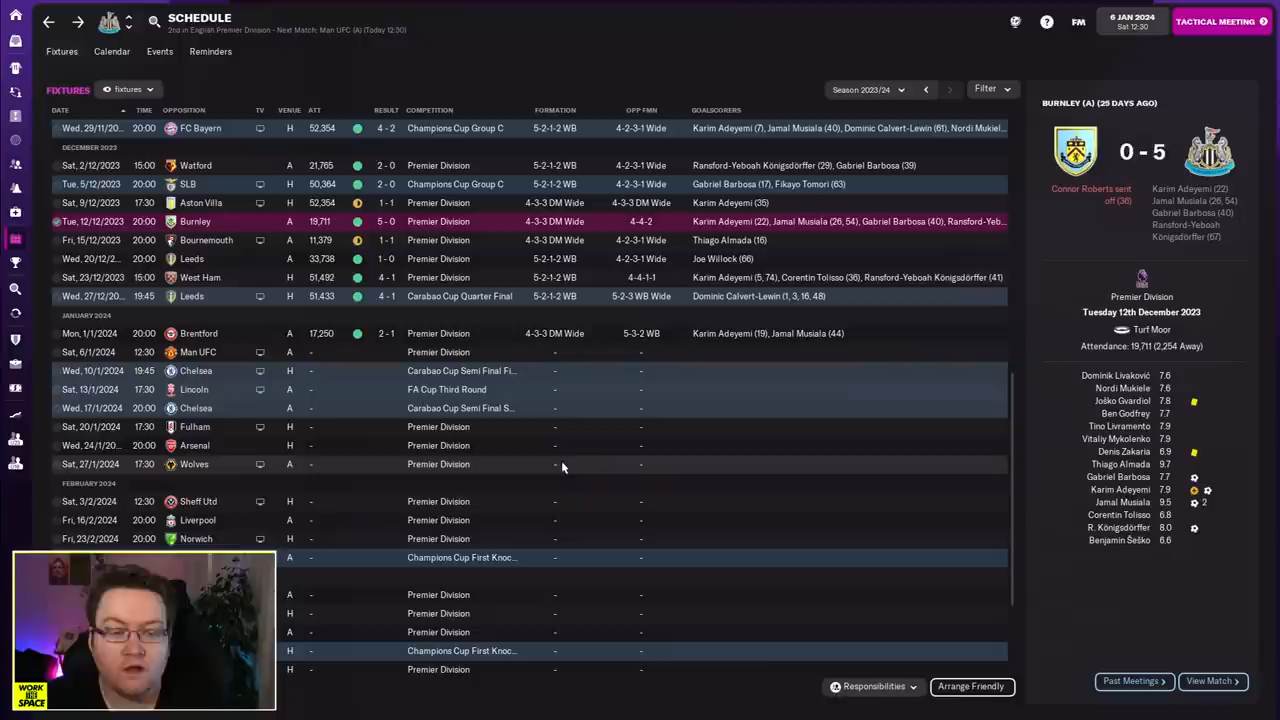 SCHEDULE
2nd in English Premier Division - Next Match: Man UFC (A) (Today 12:30)
FM
6 JAN 2024
Sat 12:30
TACTICAL MEETING
Fixtures Calendar Events Reminders
FIXTURES fixtures Season 2023/24 Filter
DATE TIME OPPOSITION TV VENUE ATT RESULT COMPETITION FORMATION OPP FMN GOALSCORERS
Wed, 29/11/20... 20:00 FC Bayern H 52,354 4 - 2 Champions Cup Group C 5-2-1-2 WB 4-2-3-1 Wide Karim Adeyemi (7), Jamal Musiala (40), Dominic Calvert-Lewin (61), Nordi Mukiel...
DECEMBER 2023
Sat, 2/12/2023 15:00 Watford A 21,765 2 - 0 Premier Division 5-2-1-2 WB 4-2-3-1 Wide Ransford-Yeboah Königsdörffer (29), Gabriel Barbosa (39)
Tue, 5/12/2023 20:00 SLB H 50,364 2 - 0 Champions Cup Group C 5-2-1-2 WB 4-2-3-1 Wide Gabriel Barbosa (17), Fikayo Tomori (63)
Sat, 9/12/2023 17:30 Aston Villa H 52,354 1 - 1 Premier Division 4-3-3 DM Wide 4-3-3 DM Wide Karim Adeyemi (35)
Tue, 12/12/2023 20:00 Burnley A 19,711 5 - 0 Premier Division 4-3-3 DM Wide 4-4-2 Karim Adeyemi (22), Jamal Musiala (26, 54), Gabriel Barbosa (40), Ransford-Yeb...
Fri, 15/12/2023 20:00 Bournemouth A 11,379 1 - 1 Premier Division 4-3-3 DM Wide 4-2-3-1 Wide Thiago Almada (16)
Wed, 20/12/2... 20:00 Leeds A 33,738 1 - 0 Premier Division 5-2-1-2 WB 4-2-3-1 Wide Joe Willock (66)
Sat, 23/12/2023 15:00 West Ham H 51,492 4 - 1 Premier Division 5-2-1-2 WB 4-4-1-1 Karim Adeyemi (5, 74), Corentin Tolisso (36), Ransford-Yeboah Königsdörffer (41)
Wed, 27/12/20... 19:45 Leeds H 51,433 4 - 1 Carabao Cup Quarter Final 5-2-1-2 WB 5-2-3 WB Wide Dominic Calvert-Lewin (1, 3, 16, 48)
JANUARY 2024
Mon, 1/1/2024 20:00 Brentford A 17,250 2 - 1 Premier Division 4-3-3 DM Wide 5-3-2 WB Karim Adeyemi (19), Jamal Musiala (44)
Sat, 6/1/2024 12:30 Man UFC A - Premier Division - -
Wed, 10/1/2024 19:45 Chelsea H - Carabao Cup Semi Final Fi... - -
Sat, 13/1/2024 17:30 Lincoln A - FA Cup Third Round - -
Wed, 17/1/2024 20:00 Chelsea A - Carabao Cup Semi Final S... - -
Sat, 20/1/2024 17:30 Fulham H - Premier Division - -
Wed, 24/1/20... 20:00 Arsenal H - Premier Division - -
Sat, 27/1/2024 17:30 Wolves A - Premier Division - -
FEBRUARY 2024
Sat, 3/2/2024 12:30 Sheff Utd H - Premier Division - -
Fri, 16/2/2024 20:00 Liverpool A - Premier Division - -
Fri, 23/2/2024 20:00 Norwich H - Premier Division - -
A - Champions Cup First Knoc... - -
A - Premier Division - -
H - Premier Division - -
A - Premier Division - -
H - Champions Cup First Knoc... - -
H - Premier Division - -
WORK
THE
SPACE
Responsibilities Arrange Friendly
BURNLEY (A) (25 DAYS AGO)
0 - 5
Connor Roberts sent
off (36)
Karim Adeyemi (22)
Jamal Musiala (26, 54)
Gabriel Barbosa (40)
Ransford-Yeboah
Königsdörffer (67)
Premier Division
Tuesday 12th December 2023
Turf Moor
Attendance: 19,711 (2,254 Away)
Dominik Livaković 7.6
Nordi Mukiele 7.6
Joško Gvardiol 7.8
Ben Godfrey 7.7
Tino Livramento 7.9
Vitaliy Mykolenko 7.9
Denis Zakaria 6.9
Thiago Almada 9.7
Gabriel Barbosa 7.7
Karim Adeyemi 7.9
Jamal Musiala 9.5 2
Corentin Tolisso 6.8
R. Königsdörffer 8.0
Benjamin Šeško 6.6
Past Meetings View Match